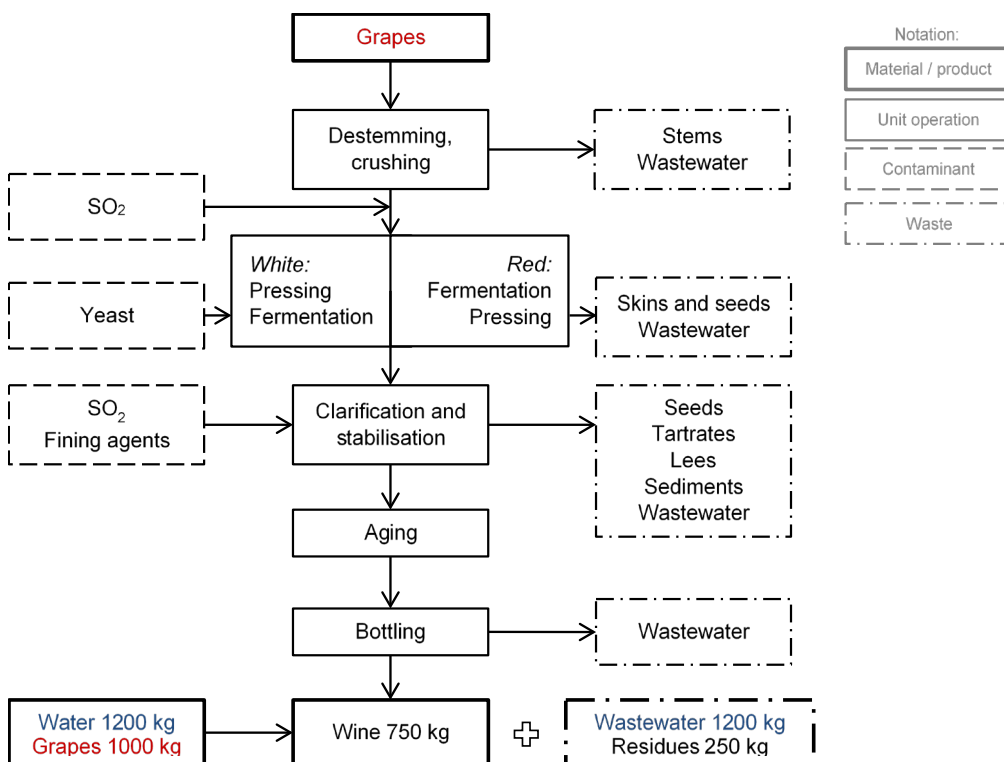 Grapes
Notation:
Material / product
Unit operation
Contaminant
Waste
Destemming,
crushing
Stems
Wastewater
SO₂
White:
Pressing
Fermentation
Red:
Fermentation
Pressing
Yeast
Skins and seeds
Wastewater
SO₂
Fining agents
Clarification and
stabilisation
Seeds
Tartrates
Lees
Sediments
Wastewater
Aging
Bottling
Wastewater
Water 1200 kg
Grapes 1000 kg
Wine 750 kg
Wastewater 1200 kg
Residues 250 kg